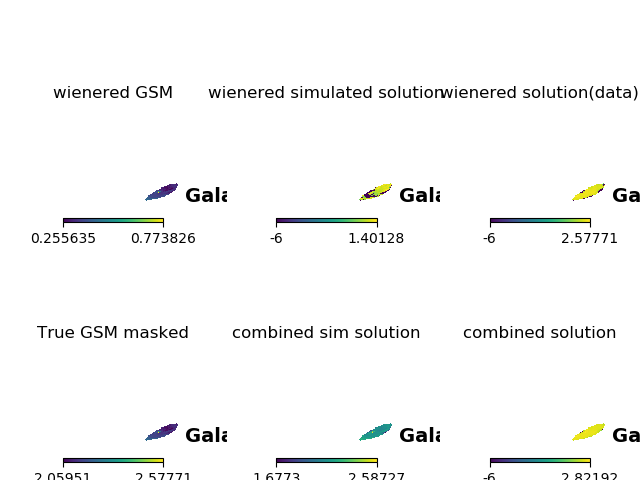 wienered GSM
wienered simulated solution
wienered solution(data)
Gala
Gala
Ga
0.255635 0.773826
-6 1.40128
-6 2.57771
True GSM masked
combined sim solution
combined solution
Gala
Gala
Ga
2.05951 2.57771
1.6773 2.58727
-6 2.82192